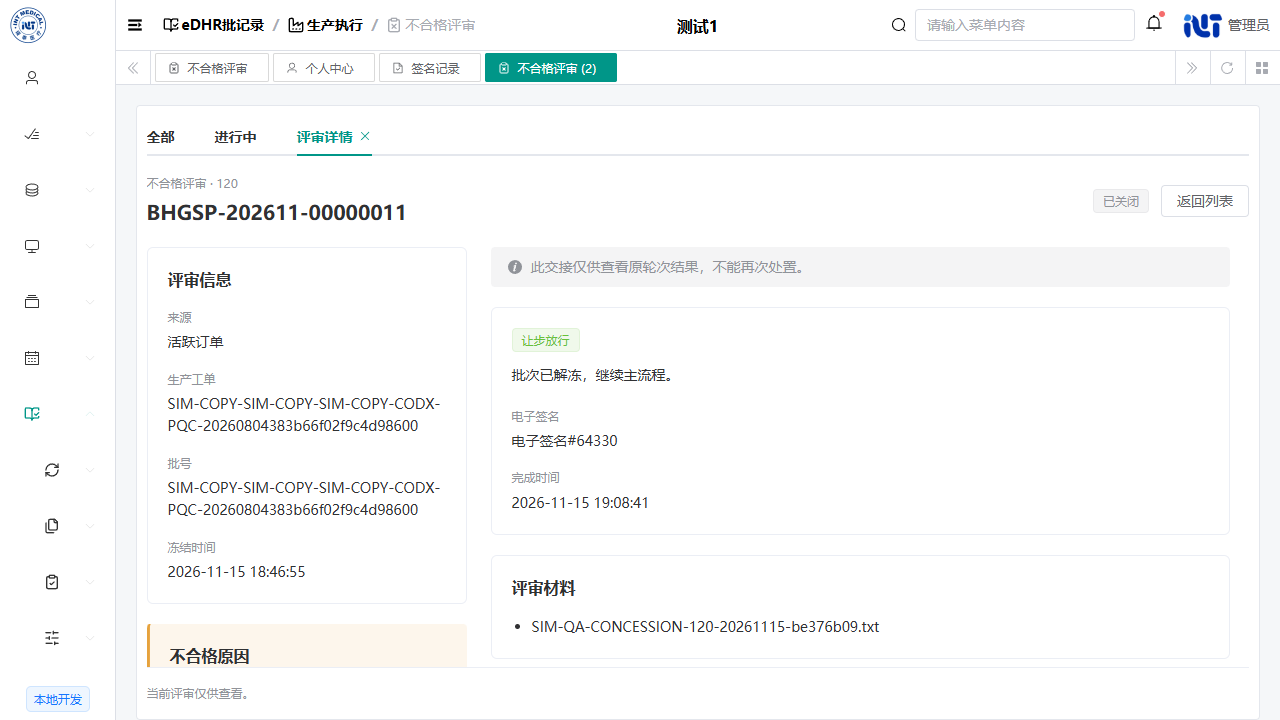 eDHR批记录 / 生产执行 / 不合格评审
测试1
请输入菜单内容
iNT 管理员
不合格评审
个人中心
签名记录
不合格评审 (2)
全部
进行中
评审详情
不合格评审 · 120
BHGSP-202611-00000011
已关闭
返回列表
评审信息
来源
活跃订单
生产工单
SIM-COPY-SIM-COPY-SIM-COPY-CODX-
PQC-20260804383b66f02f9c4d98600
批号
SIM-COPY-SIM-COPY-SIM-COPY-CODX-
PQC-20260804383b66f02f9c4d98600
冻结时间
2026-11-15 18:46:55
不合格原因
此交接仅供查看原轮次结果，不能再次处置。
让步放行
批次已解冻，继续主流程。
电子签名
电子签名#64330
完成时间
2026-11-15 19:08:41
评审材料
SIM-QA-CONCESSION-120-20261115-be376b09.txt
当前评审仅供查看。
本地开发